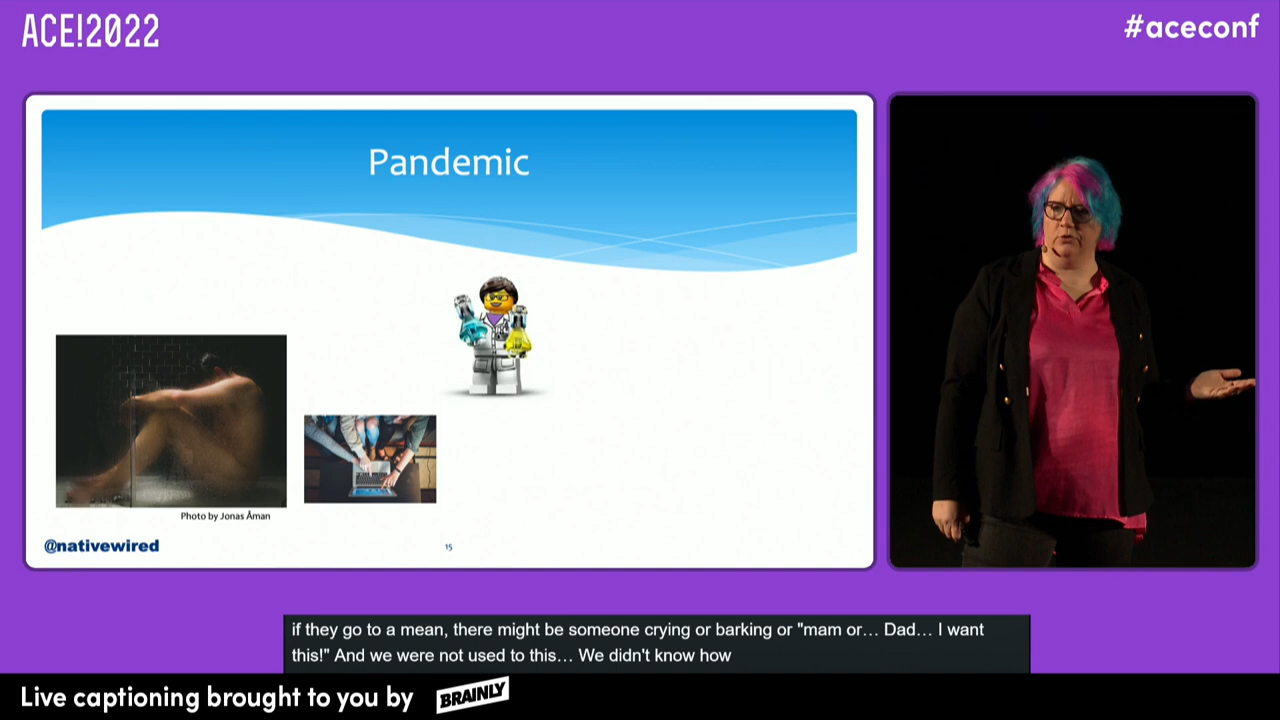 ACE!2022
#aceconf
Pandemic
Photo by Jonas Åman
@nativewired
15
if they go to a mean, there might be someone crying or barking or "mam or… Dad… I want
this!" And we were not used to this… We didn't know how
Live captioning brought to you by
BRAINLY